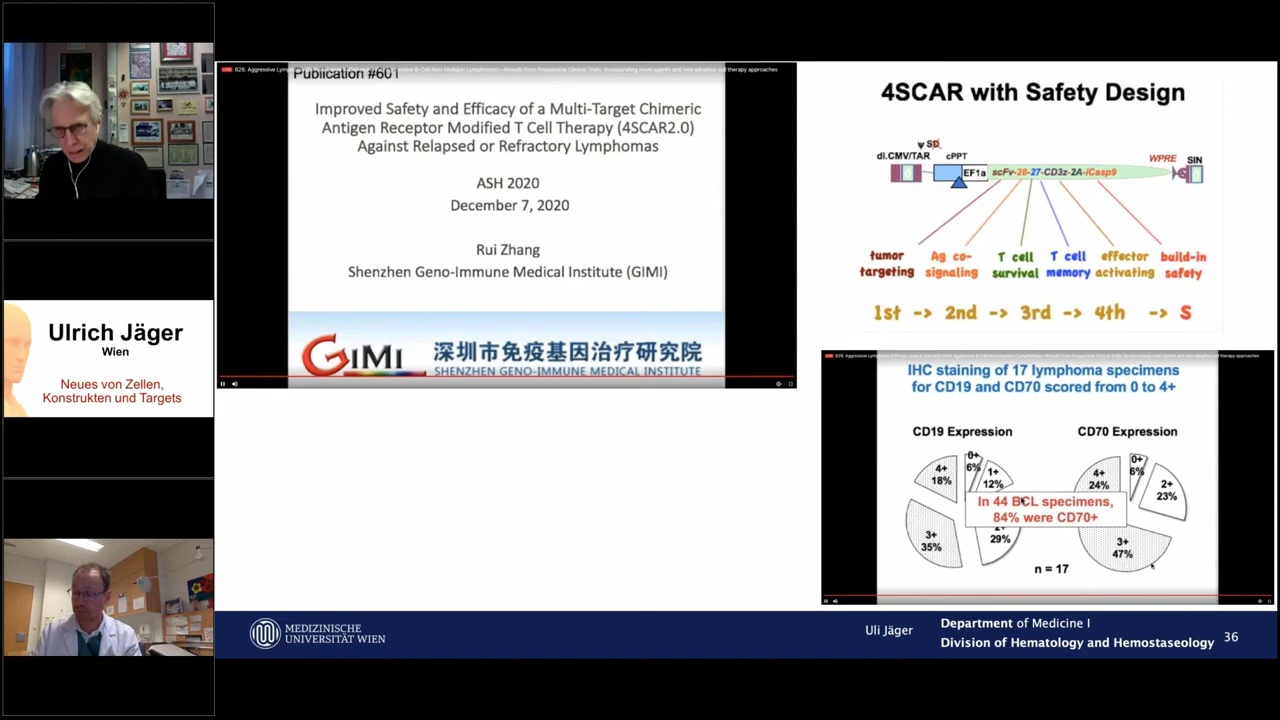 Ulrich Jäger
Wien
Neues von Zellen,
Konstrukten und Targets
Publication #601
Improved Safety and Efficacy of a Multi-Target Chimeric
Antigen Receptor Modified T Cell Therapy (4SCAR2.0)
Against Relapsed or Refractory Lymphomas
ASH 2020
December 7, 2020
Rui Zhang
Shenzhen Geno-Immune Medical Institute (GIMI)
GIMI 深圳市免疫基因治疗研究院
SHENZHEN GENO-IMMUNE MEDICAL INSTITUTE
4SCAR with Safety Design
ψ SD
dl.CMV/TAR cPPT WPRE SIN
EF1a scFv-28-27-CD3z-2A-iCasp9
tumor Ag co- T cell T cell effector build-in
targeting signaling survival memory activating safety
1st -> 2nd -> 3rd -> 4th -> S
IHC staining of 17 lymphoma specimens
for CD19 and CD70 scored from 0 to 4+
CD19 Expression CD70 Expression
0+
6%
1+
12%
4+
18%
3+
35%
29%
0+
6%
2+
23%
4+
24%
3+
47%
In 44 BCL specimens,
84% were CD70+
n = 17
MEDIZINISCHE
UNIVERSITÄT WIEN
Uli Jäger
Department of Medicine I
Division of Hematology and Hemostaseology
36